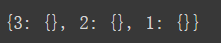 {3: {}, 2: {}, 1: {}}